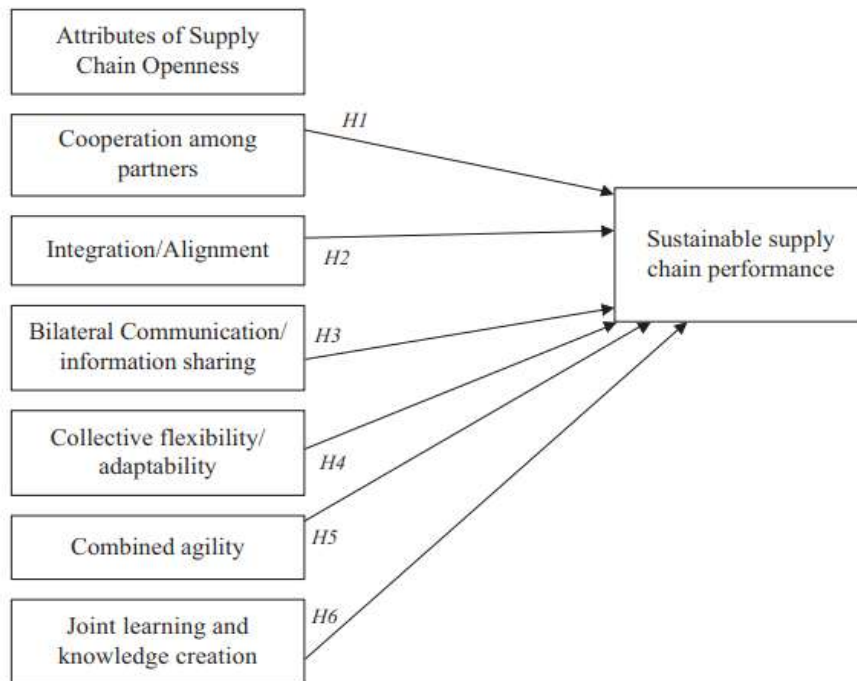 Attributes of Supply
Chain Openness
H1
Cooperation among
partners
Integration/Alignment
H2
Sustainable supply
chain performance
Bilateral Communication/
information sharing
H3
Collective flexibility/
adaptability
H4
Combined agility
H5
Joint learning and
knowledge creation
H6